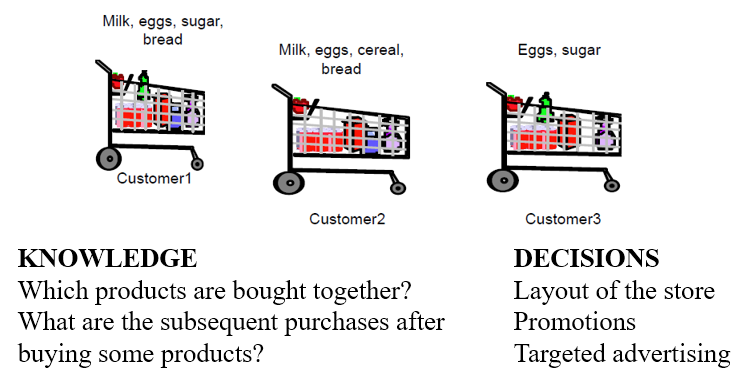 Milk, eggs, sugar,
bread
Milk, eggs, cereal,
bread
Eggs, sugar
Customer1
Customer2
Customer3
KNOWLEDGE
Which products are bought together?
What are the subsequent purchases after
buying some products?
DECISIONS
Layout of the store
Promotions
Targeted advertising